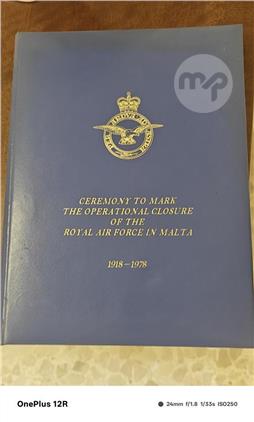 mp
CEREMONY TO MARK
THE OPERATIONAL CLOSURE
OF THE
ROYAL AIR FORCE IN MALTA
1918–1978
OnePlus 12R
24mm f/1.8 1/33s ISO250